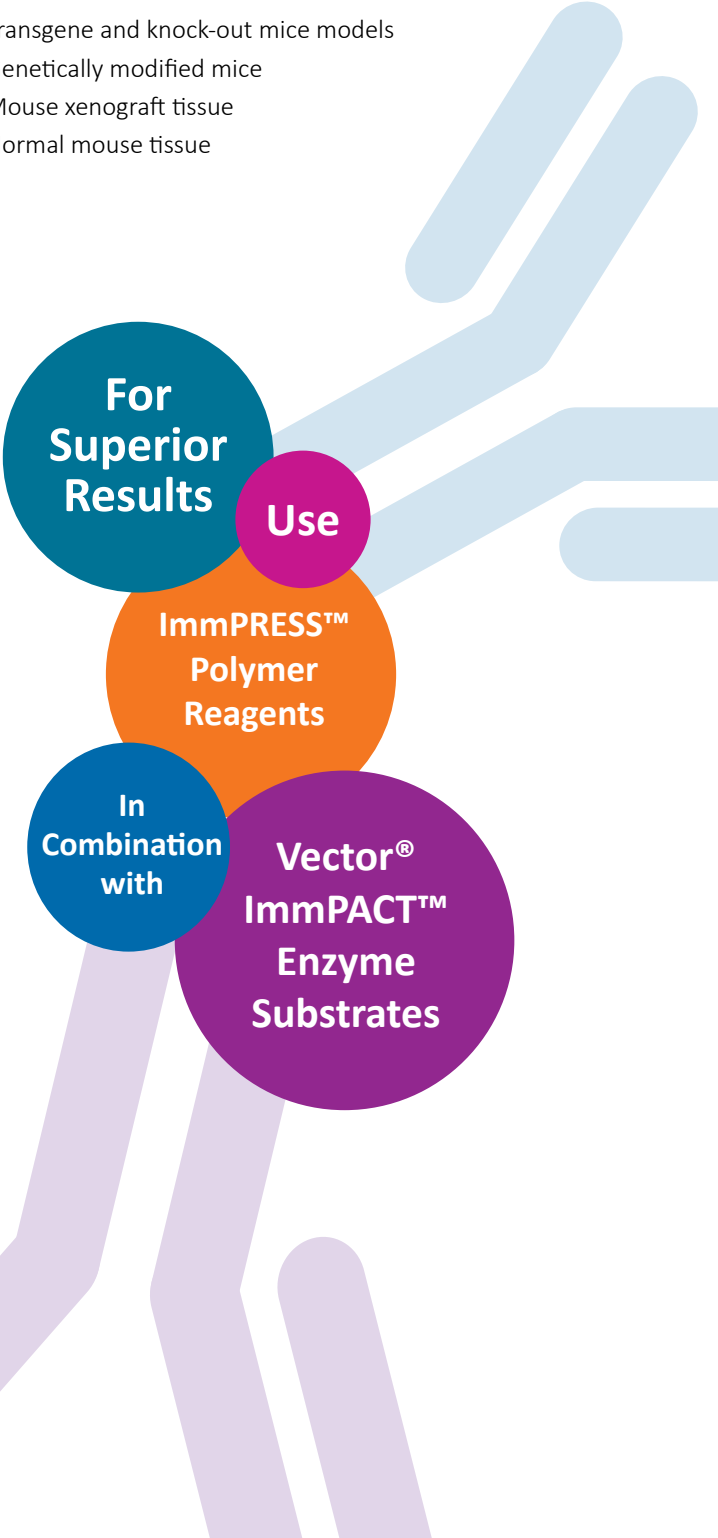 ransgene and knock-out mice models
enetically modified mice
Mouse xenograft tissue
ormal mouse tissue
For
Superior
Results
Use
ImmPRESS™
Polymer
Reagents
In
Combination
with
Vector®
ImmPACT™
Enzyme
Substrates